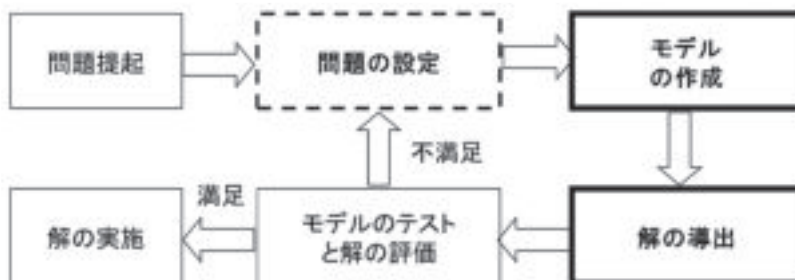 問題提起
問題の設定
モデル
の作成
不満足
満足
解の実施
モデルのテスト
と解の評価
解の導出